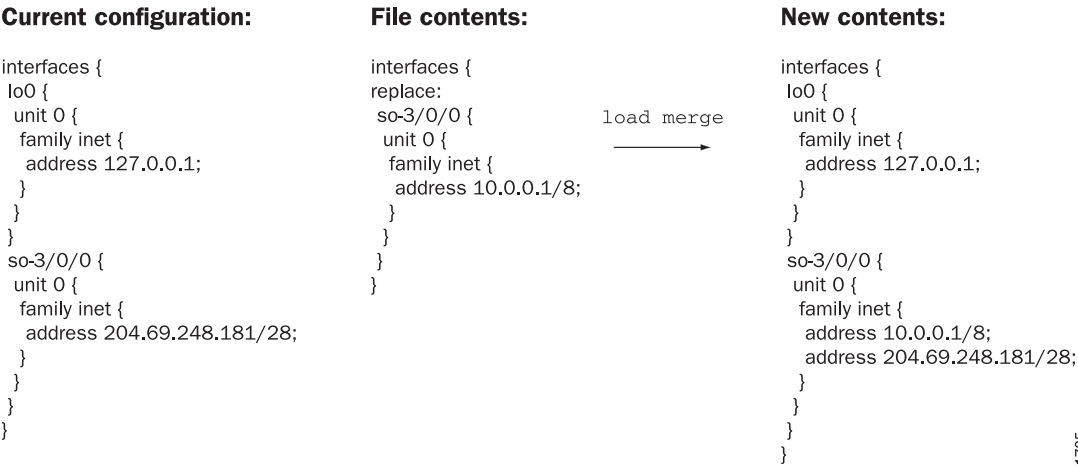 Current configuration:
interfaces {
lo0 {
unit 0 {
family inet {
address 127.0.0.1;
}
}
}
so-3/0/0 {
unit 0 {
family inet {
address 204.69.248.181/28;
}
}
}
}
File contents:
interfaces {
replace:
so-3/0/0 {
unit 0 {
family inet {
address 10.0.0.1/8;
}
}
}
}
load merge
New contents:
interfaces {
lo0 {
unit 0 {
family inet {
address 127.0.0.1;
}
}
}
so-3/0/0 {
unit 0 {
family inet {
address 10.0.0.1/8;
address 204.69.248.181/28;
}
}
}
}